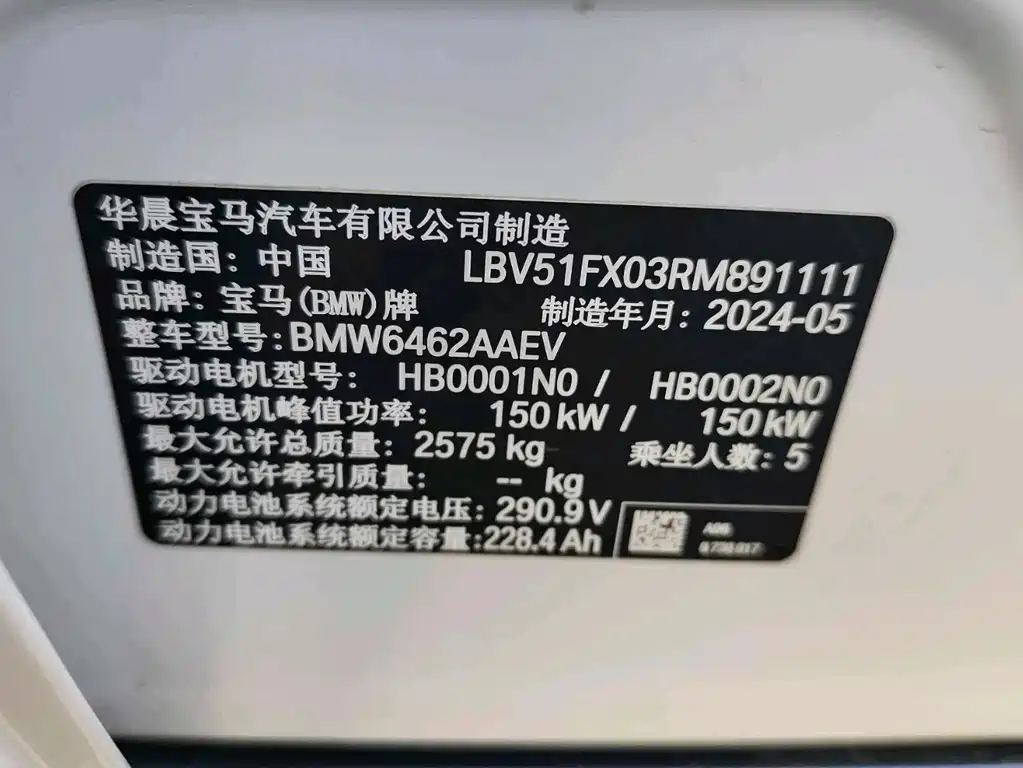 华晨宝马汽车有限公司制造
制造国：中国 LBV51FX03RM891111
品牌：宝马(BMW)牌 制造年月：2024-05
整车型号：BMW6462AAEV
驱动电机型号： HB0001N0 / HB0002N0
驱动电机峰值功率： 150 kW / 150 kW
最大允许总质量：2575 kg 乘坐人数：5
最大允许牵引质量： -- kg
动力电池系统额定电压：290.9 V
动力电池系统额定容量：228.4 Ah